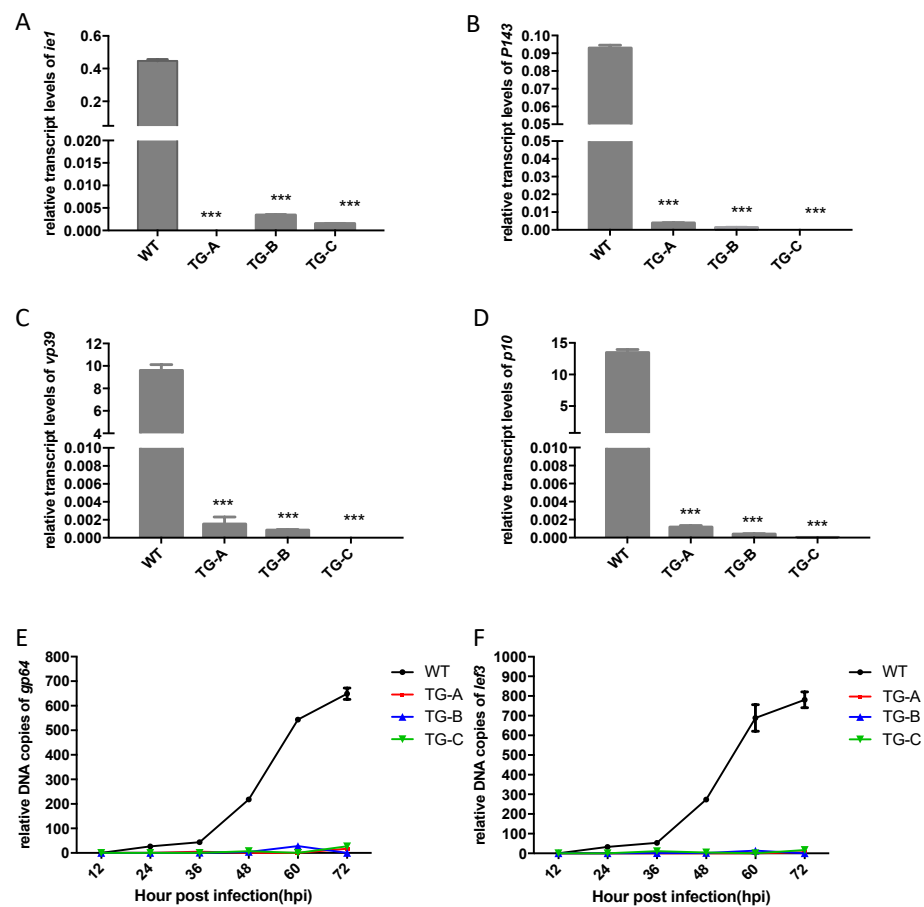 A
relative transcript levels of ie1
0.6
0.4
0.2
0.020
0.015
0.010
0.005
0.000
***
***
***
WT
TG-A
TG-B
TG-C
B
relative transcript levels of P143
0.10
0.09
0.08
0.07
0.06
0.05
0.04
0.03
0.02
0.01
0.00
***
***
***
WT
TG-A
TG-B
TG-C
C
relative transcript levels of vp39
12
10
8
6
4
0.010
0.008
0.006
0.004
0.002
0.000
***
***
***
WT
TG-A
TG-B
TG-C
D
relative transcript levels of p10
15
10
5
0.010
0.008
0.006
0.004
0.002
0.000
***
***
***
WT
TG-A
TG-B
TG-C
E
relative DNA copies of gp64
800
700
600
500
400
300
200
100
0
12
24
36
48
60
72
Hour post infection(hpi)
WT
TG-A
TG-B
TG-C
F
relative DNA copies of lef3
1000
900
800
700
600
500
400
300
200
100
0
12
24
36
48
60
72
Hour post infection(hpi)
WT
TG-A
TG-B
TG-C